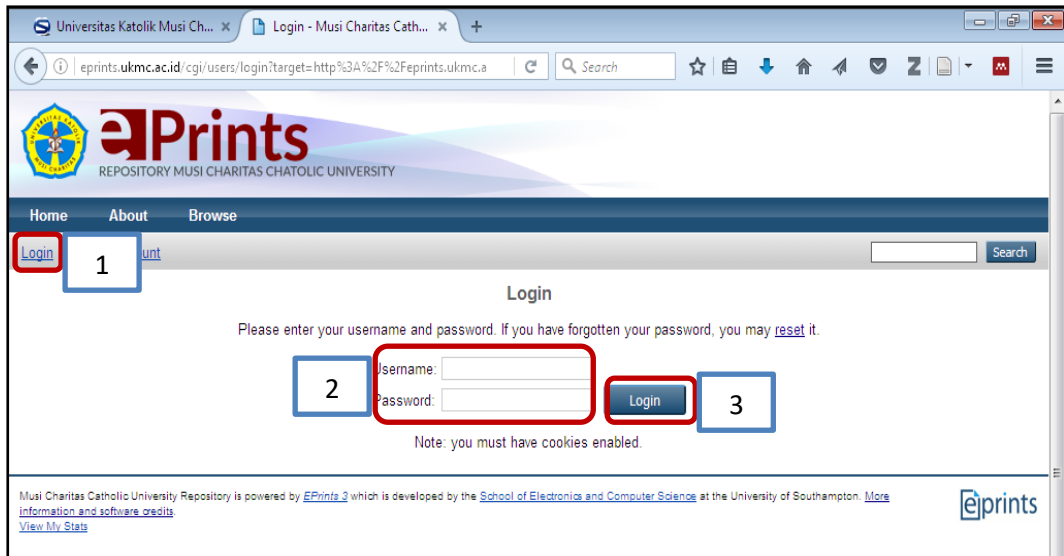 Universitas Katolik Musi Ch... × Login - Musi Charitas Cath... × +
eprints.ukmc.ac.id/cgi/users/login?target=http%3A%2F%2Feprints.ukmc.a Search
ePrints
REPOSITORY MUSI CHARITAS CHATOLIC UNIVERSITY
Home About Browse
Login 1 unt Search
Login
Please enter your username and password. If you have forgotten your password, you may reset it.
2 Username:
Password: Login 3
Note: you must have cookies enabled.
Musi Charitas Catholic University Repository is powered by EPrints 3 which is developed by the School of Electronics and Computer Science at the University of Southampton. More
information and software credits.
View My Stats
eprints